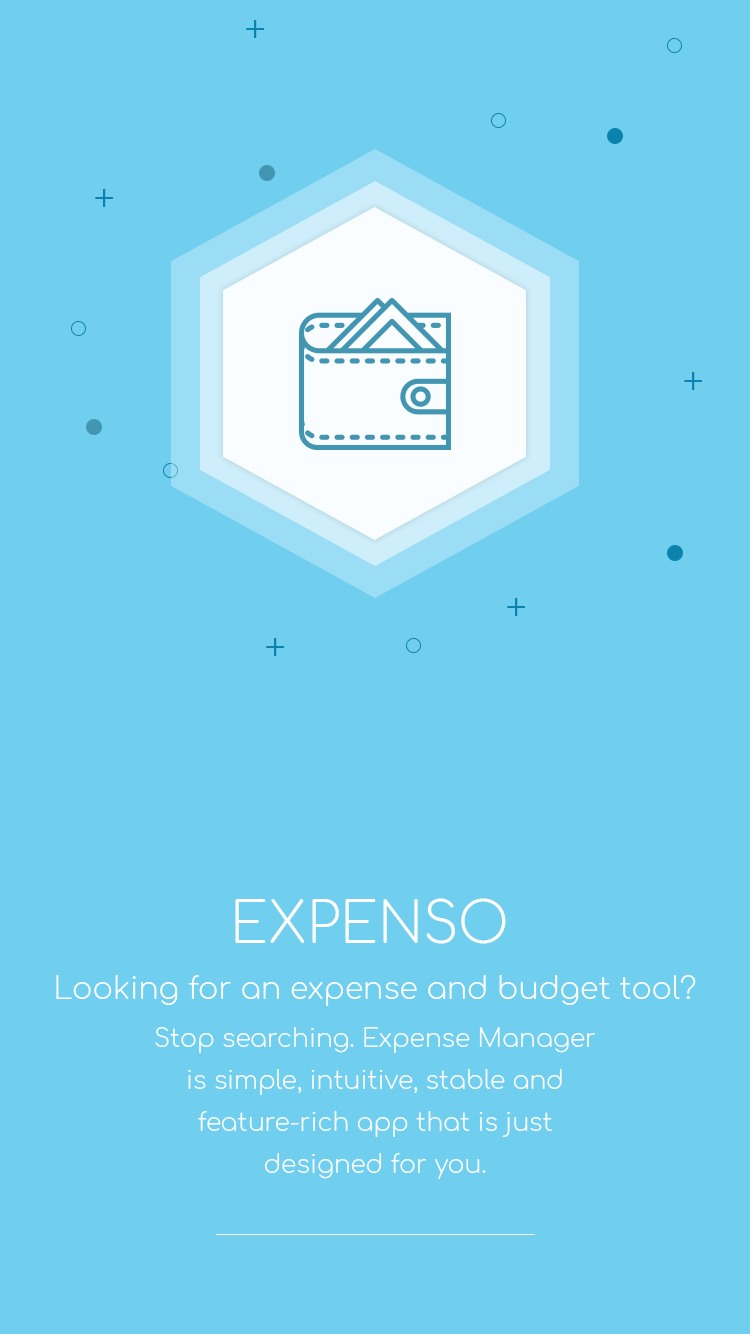 EXPENSO
Looking for an expense and budget tool?
Stop searching. Expense Manager
is simple, intuitive, stable and
feature-rich app that is just
designed for you.